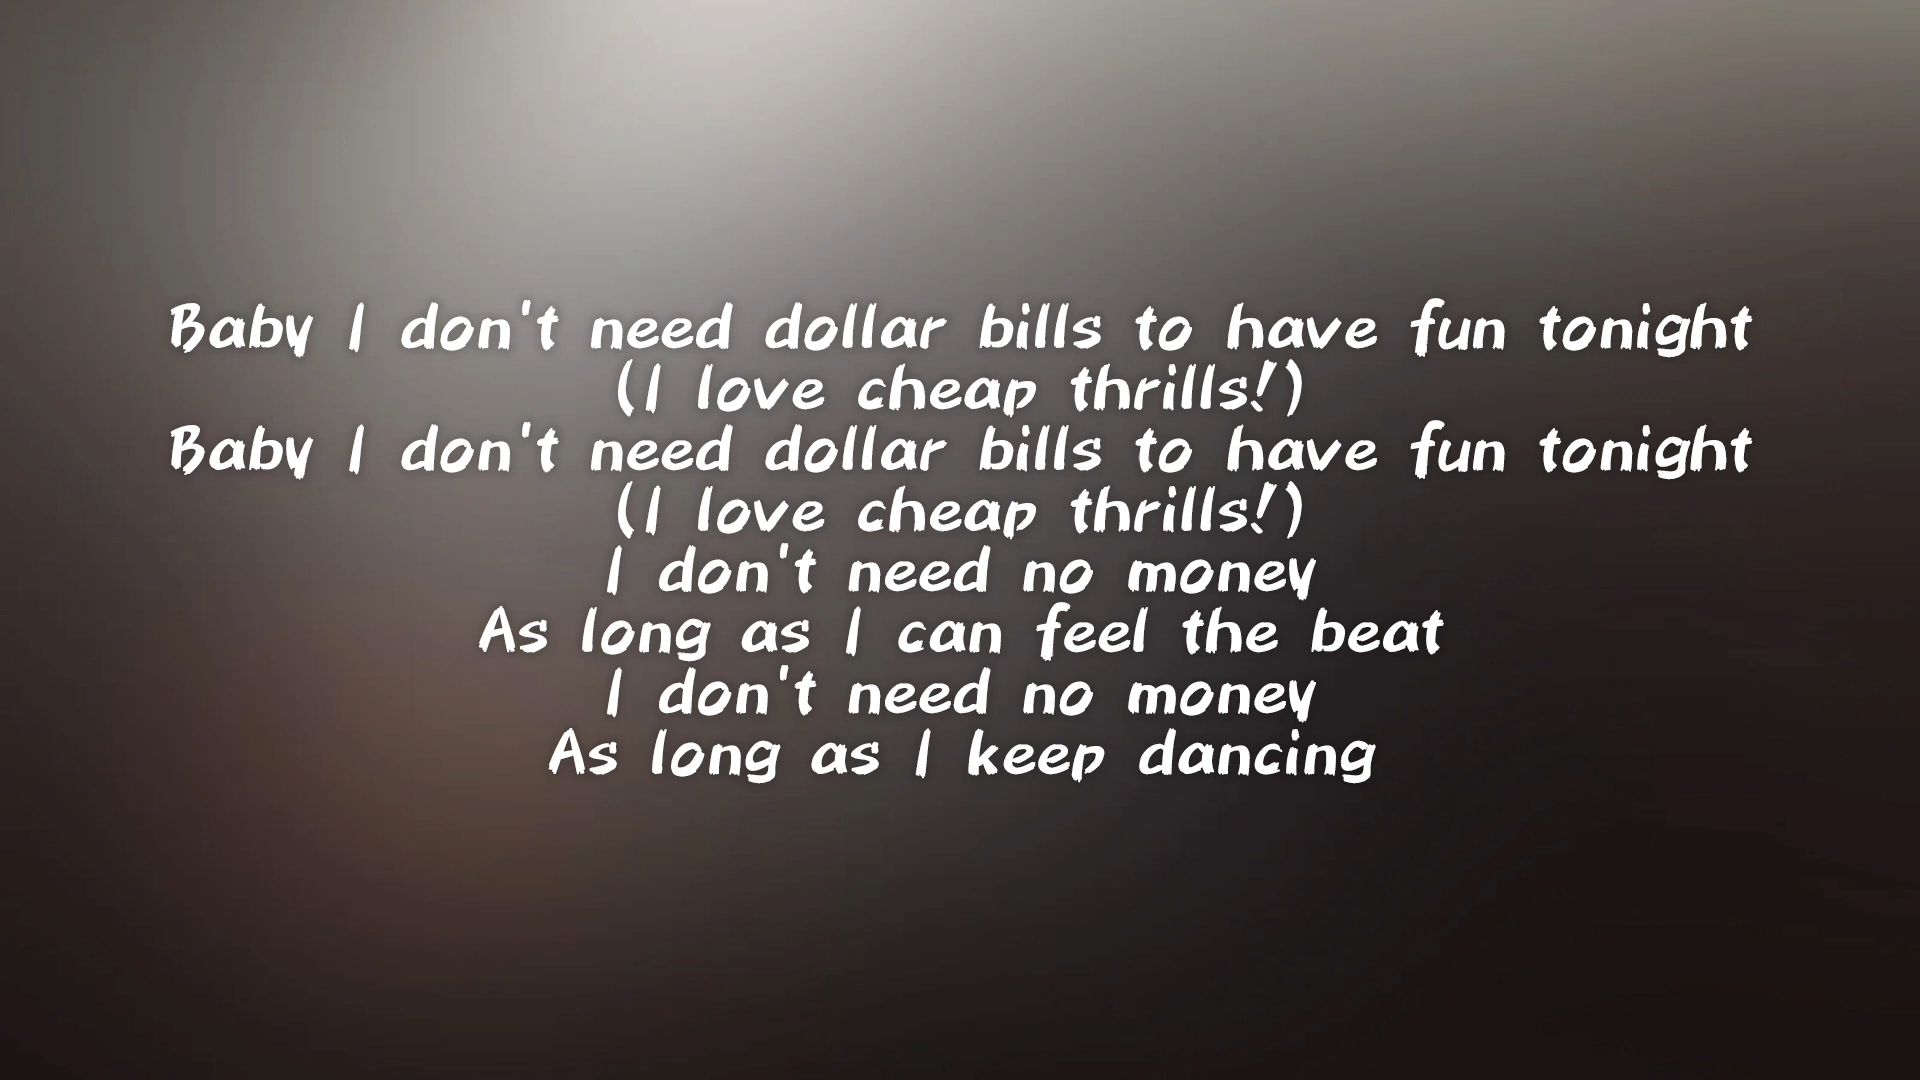 Baby I don't need dollar bills to have fun tonight
(I love cheap thrills!)
Baby I don't need dollar bills to have fun tonight
(I love cheap thrills!)
I don't need no money
As long as I can feel the beat
I don't need no money
As long as I keep dancing